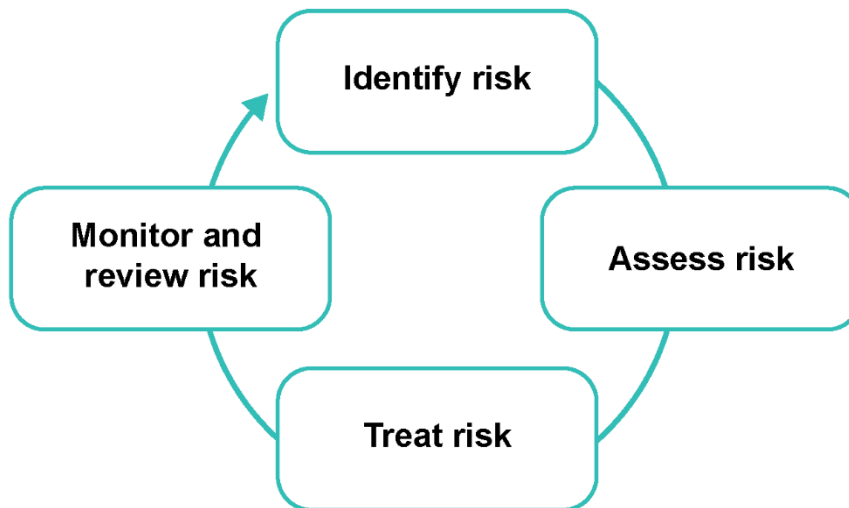 Identify risk
Assess risk
Treat risk
Monitor and
review risk